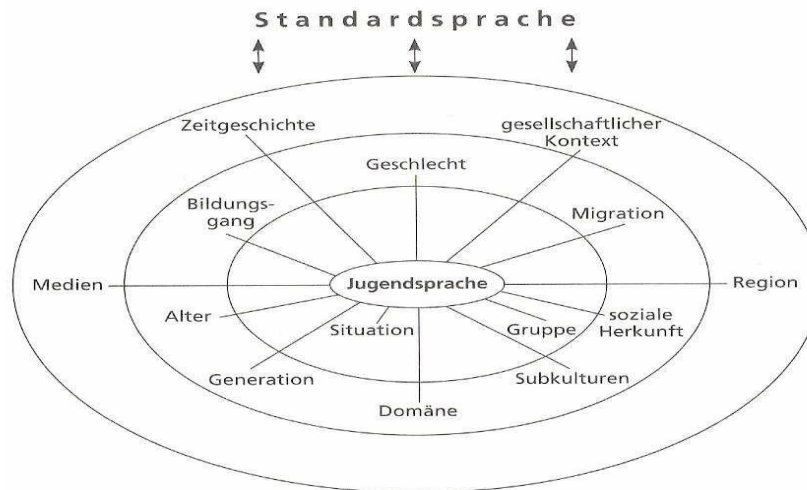 Standardsprache
Zeitgeschichte
gesellschaftlicher
Kontext
Geschlecht
Bildungs-
gang
Migration
Medien
Jugendsprache
Region
Alter
Situation
Gruppe
soziale
Herkunft
Generation
Subkulturen
Domäne